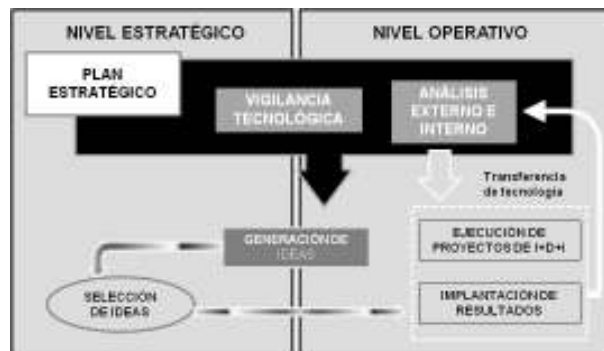 NIVEL ESTRATÉGICO
NIVEL OPERATIVO
PLAN
ESTRATÉGICO
VIGILANCIA
TECNOLÓGICA
ANÁLISIS
EXTERNO E
INTERNO
Transferencia
de tecnología
GENERACIÓN DE
IDEAS
EJECUCIÓN DE
PROYECTOS DE I+D+i
SELECCIÓN
DE IDEAS
IMPLANTACIÓN DE
RESULTADOS